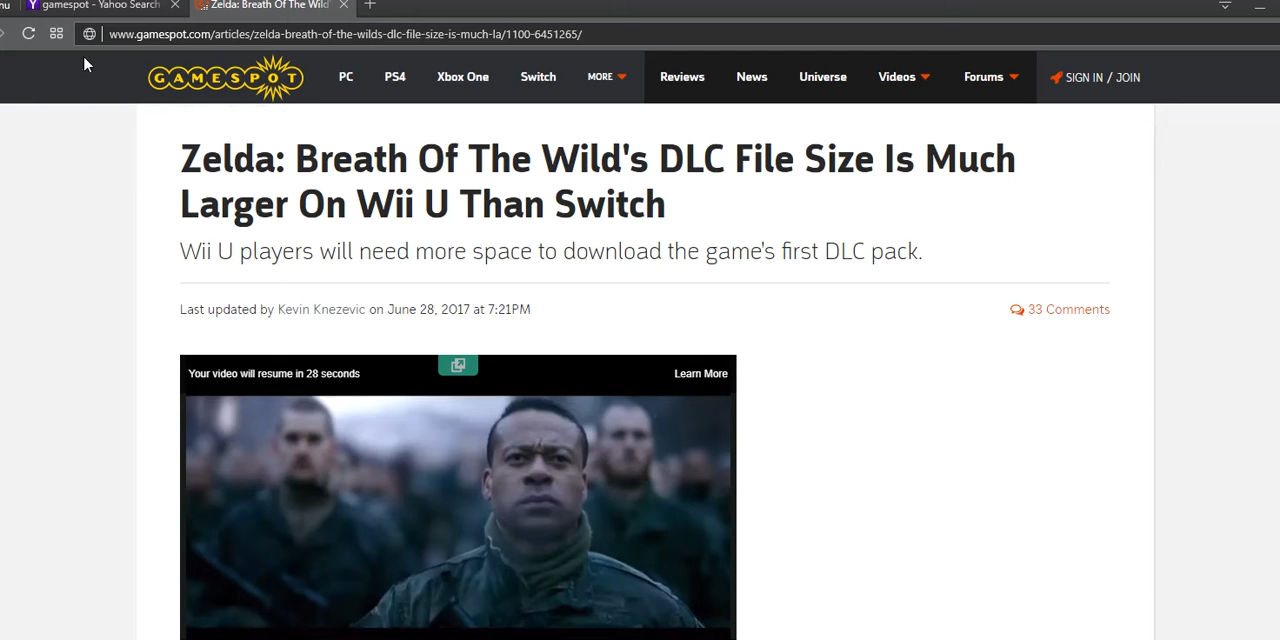 nu
gamespot - Yahoo Search
Zelda: Breath Of The Wild'
www.gamespot.com/articles/zelda-breath-of-the-wilds-dlc-file-size-is-much-la/1100-6451265/
GAMESPOT PC PS4 Xbox One Switch MORE Reviews News Universe Videos Forums SIGN IN / JOIN
Zelda: Breath Of The Wild's DLC File Size Is Much
Larger On Wii U Than Switch
Wii U players will need more space to download the game's first DLC pack.
Last updated by Kevin Knezevic on June 28, 2017 at 7:21PM
33 Comments
Your video will resume in 28 seconds
Learn More